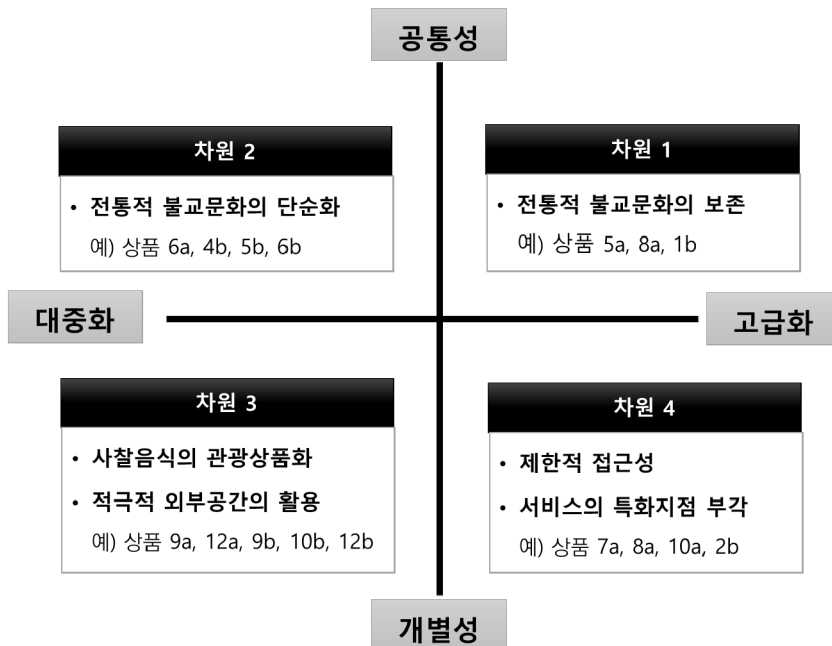 공통성
차원 2
• 전통적 불교문화의 단순화
예) 상품 6a, 4b, 5b, 6b
차원 1
• 전통적 불교문화의 보존
예) 상품 5a, 8a, 1b
대중화
고급화
차원 3
• 사찰음식의 관광상품화
• 적극적 외부공간의 활용
예) 상품 9a, 12a, 9b, 10b, 12b
차원 4
• 제한적 접근성
• 서비스의 특화지점 부각
예) 상품 7a, 8a, 10a, 2b
개별성